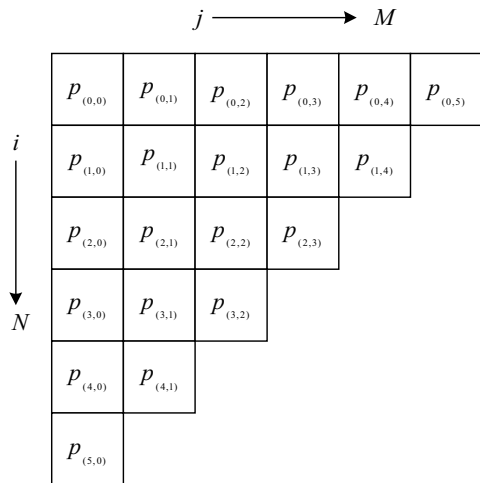 j M
p(0,0) p(0,1) p(0,2) p(0,3) p(0,4) p(0,5)
i
p(1,0) p(1,1) p(1,2) p(1,3) p(1,4)
p(2,0) p(2,1) p(2,2) p(2,3)
N
p(3,0) p(3,1) p(3,2)
p(4,0) p(4,1)
p(5,0)